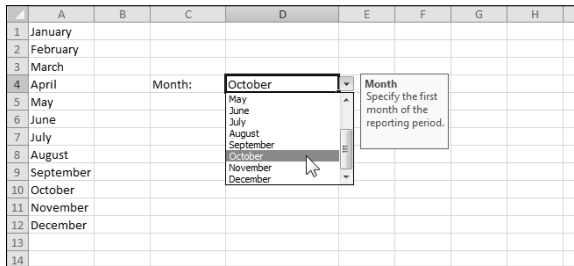 A B C D E F G H
1 January
2 February
3 March
4 April Month: October Month
Specify the first
month of the
reporting period.
5 May May
June
6 June July
7 July August
September
8 August October
9 September November
December
10 October
11 November
12 December
13
14